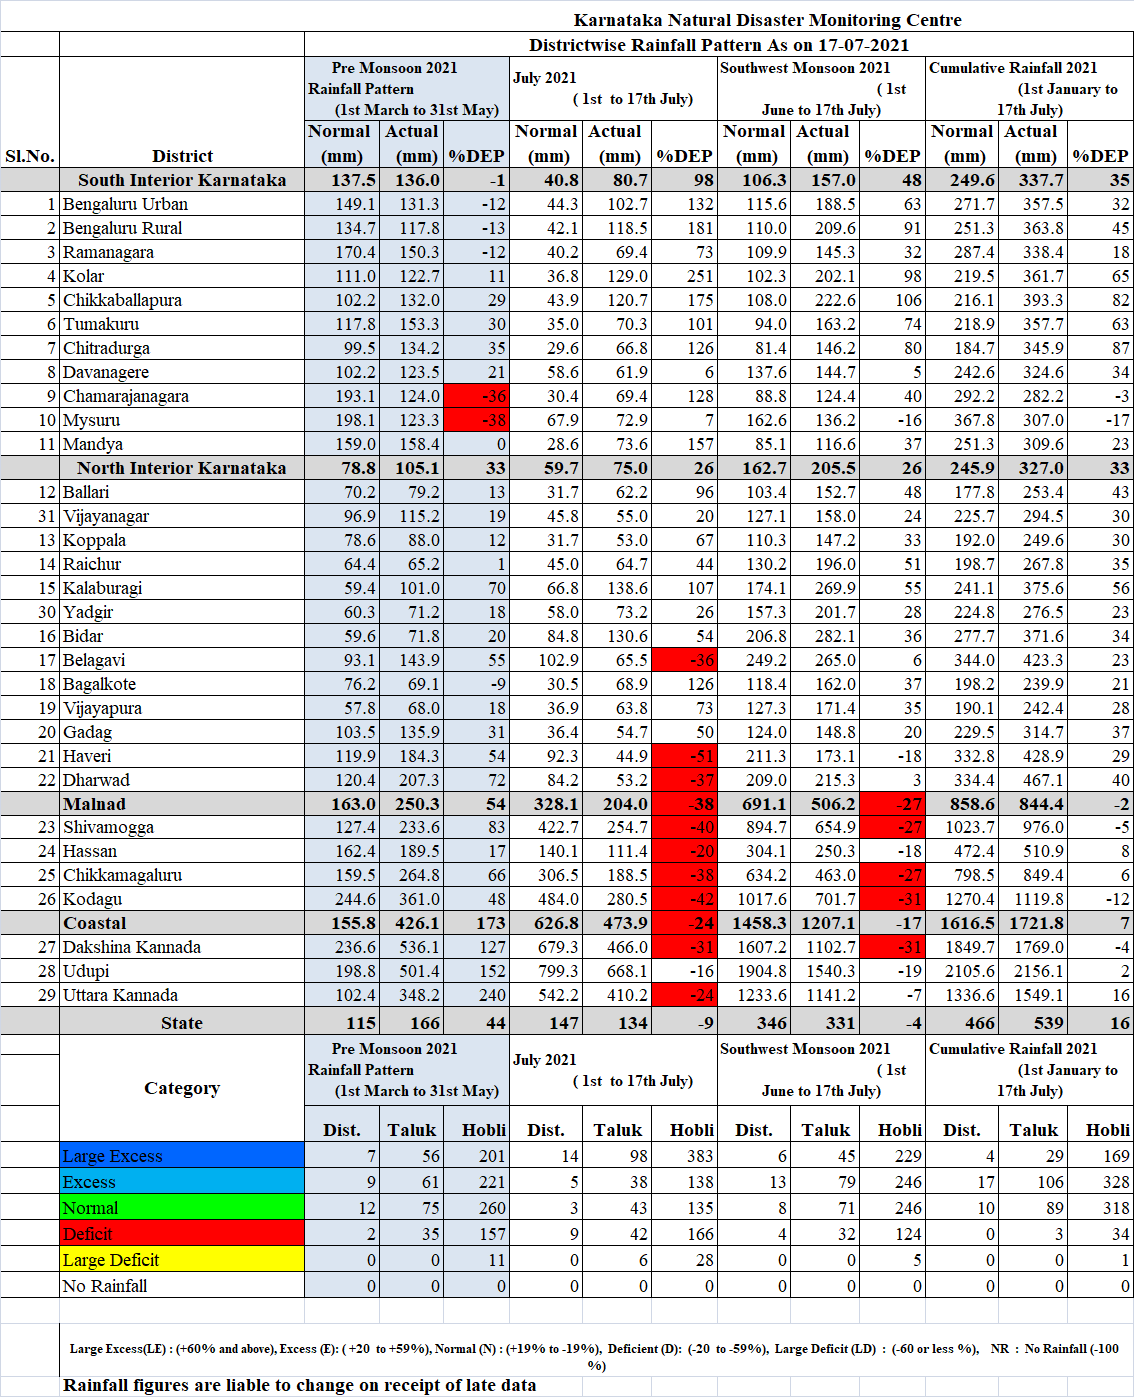 Karnataka Natural Disaster Monitoring Centre
Districtwise Rainfall Pattern As on 17-07-2021
Sl.No. District Pre Monsoon 2021 Rainfall Pattern (1st March to 31st May) July 2021 ( 1st to 17th July) Southwest Monsoon 2021 ( 1st June to 17th July) Cumulative Rainfall 2021 (1st January to 17th July)
Normal (mm) Actual (mm) %DEP Normal (mm) Actual (mm) %DEP Normal (mm) Actual (mm) %DEP Normal (mm) Actual (mm) %DEP
South Interior Karnataka 137.5 136.0 -1 40.8 80.7 98 106.3 157.0 48 249.6 337.7 35
1 Bengaluru Urban 149.1 131.3 -12 44.3 102.7 132 115.6 188.5 63 271.7 357.5 32
2 Bengaluru Rural 134.7 117.8 -13 42.1 118.5 181 110.0 209.6 91 251.3 363.8 45
3 Ramanagara 170.4 150.3 -12 40.2 69.4 73 109.9 145.3 32 287.4 338.4 18
4 Kolar 111.0 122.7 11 36.8 129.0 251 102.3 202.1 98 219.5 361.7 65
5 Chikkaballapura 102.2 132.0 29 43.9 120.7 175 108.0 222.6 106 216.1 393.3 82
6 Tumakuru 117.8 153.3 30 35.0 70.3 101 94.0 163.2 74 218.9 357.7 63
7 Chitradurga 99.5 134.2 35 29.6 66.8 126 81.4 146.2 80 184.7 345.9 87
8 Davanagere 102.2 123.5 21 58.6 61.9 6 137.6 144.7 5 242.6 324.6 34
9 Chamarajanagara 193.1 124.0 -36 30.4 69.4 128 88.8 124.4 40 292.2 282.2 -3
10 Mysuru 198.1 123.3 -38 67.9 72.9 7 162.6 136.2 -16 367.8 307.0 -17
11 Mandya 159.0 158.4 0 28.6 73.6 157 85.1 116.6 37 251.3 309.6 23
North Interior Karnataka 78.8 105.1 33 59.7 75.0 26 162.7 205.5 26 245.9 327.0 33
12 Ballari 70.2 79.2 13 31.7 62.2 96 103.4 152.7 48 177.8 253.4 43
31 Vijayanagar 96.9 115.2 19 45.8 55.0 20 127.1 158.0 24 225.7 294.5 30
13 Koppala 78.6 88.0 12 31.7 53.0 67 110.3 147.2 33 192.0 249.6 30
14 Raichur 64.4 65.2 1 45.0 64.7 44 130.2 196.0 51 198.7 267.8 35
15 Kalaburagi 59.4 101.0 70 66.8 138.6 107 174.1 269.9 55 241.1 375.6 56
30 Yadgir 60.3 71.2 18 58.0 73.2 26 157.3 201.7 28 224.8 276.5 23
16 Bidar 59.6 71.8 20 84.8 130.6 54 206.8 282.1 36 277.7 371.6 34
17 Belagavi 93.1 143.9 55 102.9 65.5 -36 249.2 265.0 6 344.0 423.3 23
18 Bagalkote 76.2 69.1 -9 30.5 68.9 126 118.4 162.0 37 198.2 239.9 21
19 Vijayapura 57.8 68.0 18 36.9 63.8 73 127.3 171.4 35 190.1 242.4 28
20 Gadag 103.5 135.9 31 36.4 54.7 50 124.0 148.8 20 229.5 314.7 37
21 Haveri 119.9 184.3 54 92.3 44.9 -51 211.3 173.1 -18 332.8 428.9 29
22 Dharwad 120.4 207.3 72 84.2 53.2 -37 209.0 215.3 3 334.4 467.1 40
Malnad 163.0 250.3 54 328.1 204.0 -38 691.1 506.2 -27 858.6 844.4 -2
23 Shivamogga 127.4 233.6 83 422.7 254.7 -40 894.7 654.9 -27 1023.7 976.0 -5
24 Hassan 162.4 189.5 17 140.1 111.4 -20 304.1 250.3 -18 472.4 510.9 8
25 Chikkamagaluru 159.5 264.8 66 306.5 188.5 -38 634.2 463.0 -27 798.5 849.4 6
26 Kodagu 244.6 361.0 48 484.0 280.5 -42 1017.6 701.7 -31 1270.4 1119.8 -12
Coastal 155.8 426.1 173 626.8 473.9 -24 1458.3 1207.1 -17 1616.5 1721.8 7
27 Dakshina Kannada 236.6 536.1 127 679.3 466.0 -31 1607.2 1102.7 -31 1849.7 1769.0 -4
28 Udupi 198.8 501.4 152 799.3 668.1 -16 1904.8 1540.3 -19 2105.6 2156.1 2
29 Uttara Kannada 102.4 348.2 240 542.2 410.2 -24 1233.6 1141.2 -7 1336.6 1549.1 16
State 115 166 44 147 134 -9 346 331 -4 466 539 16
Category Pre Monsoon 2021 Rainfall Pattern (1st March to 31st May) July 2021 ( 1st to 17th July) Southwest Monsoon 2021 ( 1st June to 17th July) Cumulative Rainfall 2021 (1st January to 17th July)
Dist. Taluk Hobli Dist. Taluk Hobli Dist. Taluk Hobli Dist. Taluk Hobli
Large Excess 7 56 201 14 98 383 6 45 229 4 29 169
Excess 9 61 221 5 38 138 13 79 246 17 106 328
Normal 12 75 260 3 43 135 8 71 246 10 89 318
Deficit 2 35 157 9 42 166 4 32 124 0 3 34
Large Deficit 0 0 11 0 6 28 0 0 5 0 0 1
No Rainfall 0 0 0 0 0 0 0 0 0 0 0 0
Large Excess(LE) : (+60% and above), Excess (E): ( +20 to +59%), Normal (N) : (+19% to -19%), Deficient (D): (-20 to -59%), Large Deficit (LD) : (-60 or less %), NR : No Rainfall (-100
%)
Rainfall figures are liable to change on receipt of late data